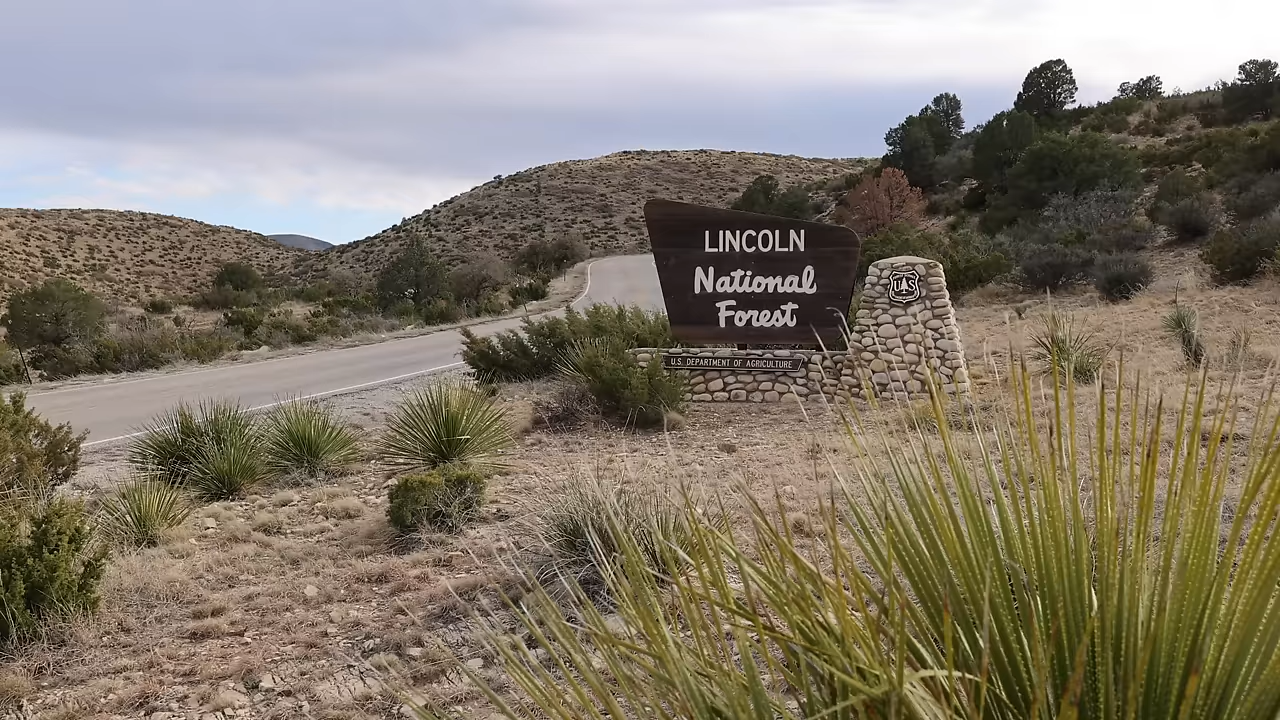 LINCOLN
National
Forest
U.S. DEPARTMENT OF AGRICULTURE
U S